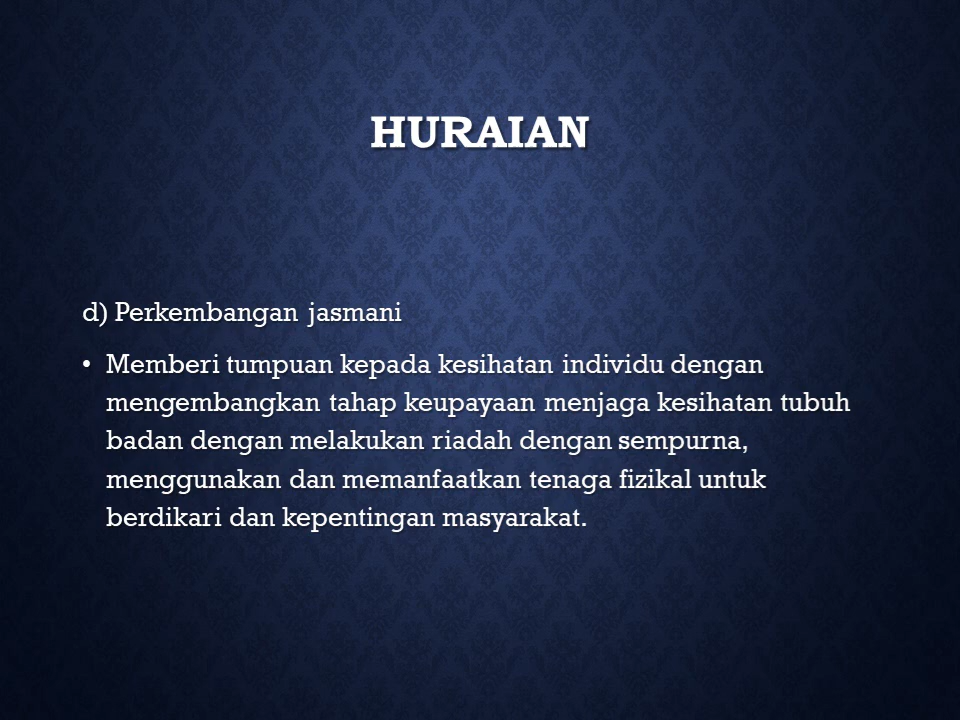 HURAIAN
d) Perkembangan jasmani
• Memberi tumpuan kepada kesihatan individu dengan
mengembangkan tahap keupayaan menjaga kesihatan tubuh
badan dengan melakukan riadah dengan sempurna,
menggunakan dan memanfaatkan tenaga fizikal untuk
berdikari dan kepentingan masyarakat.